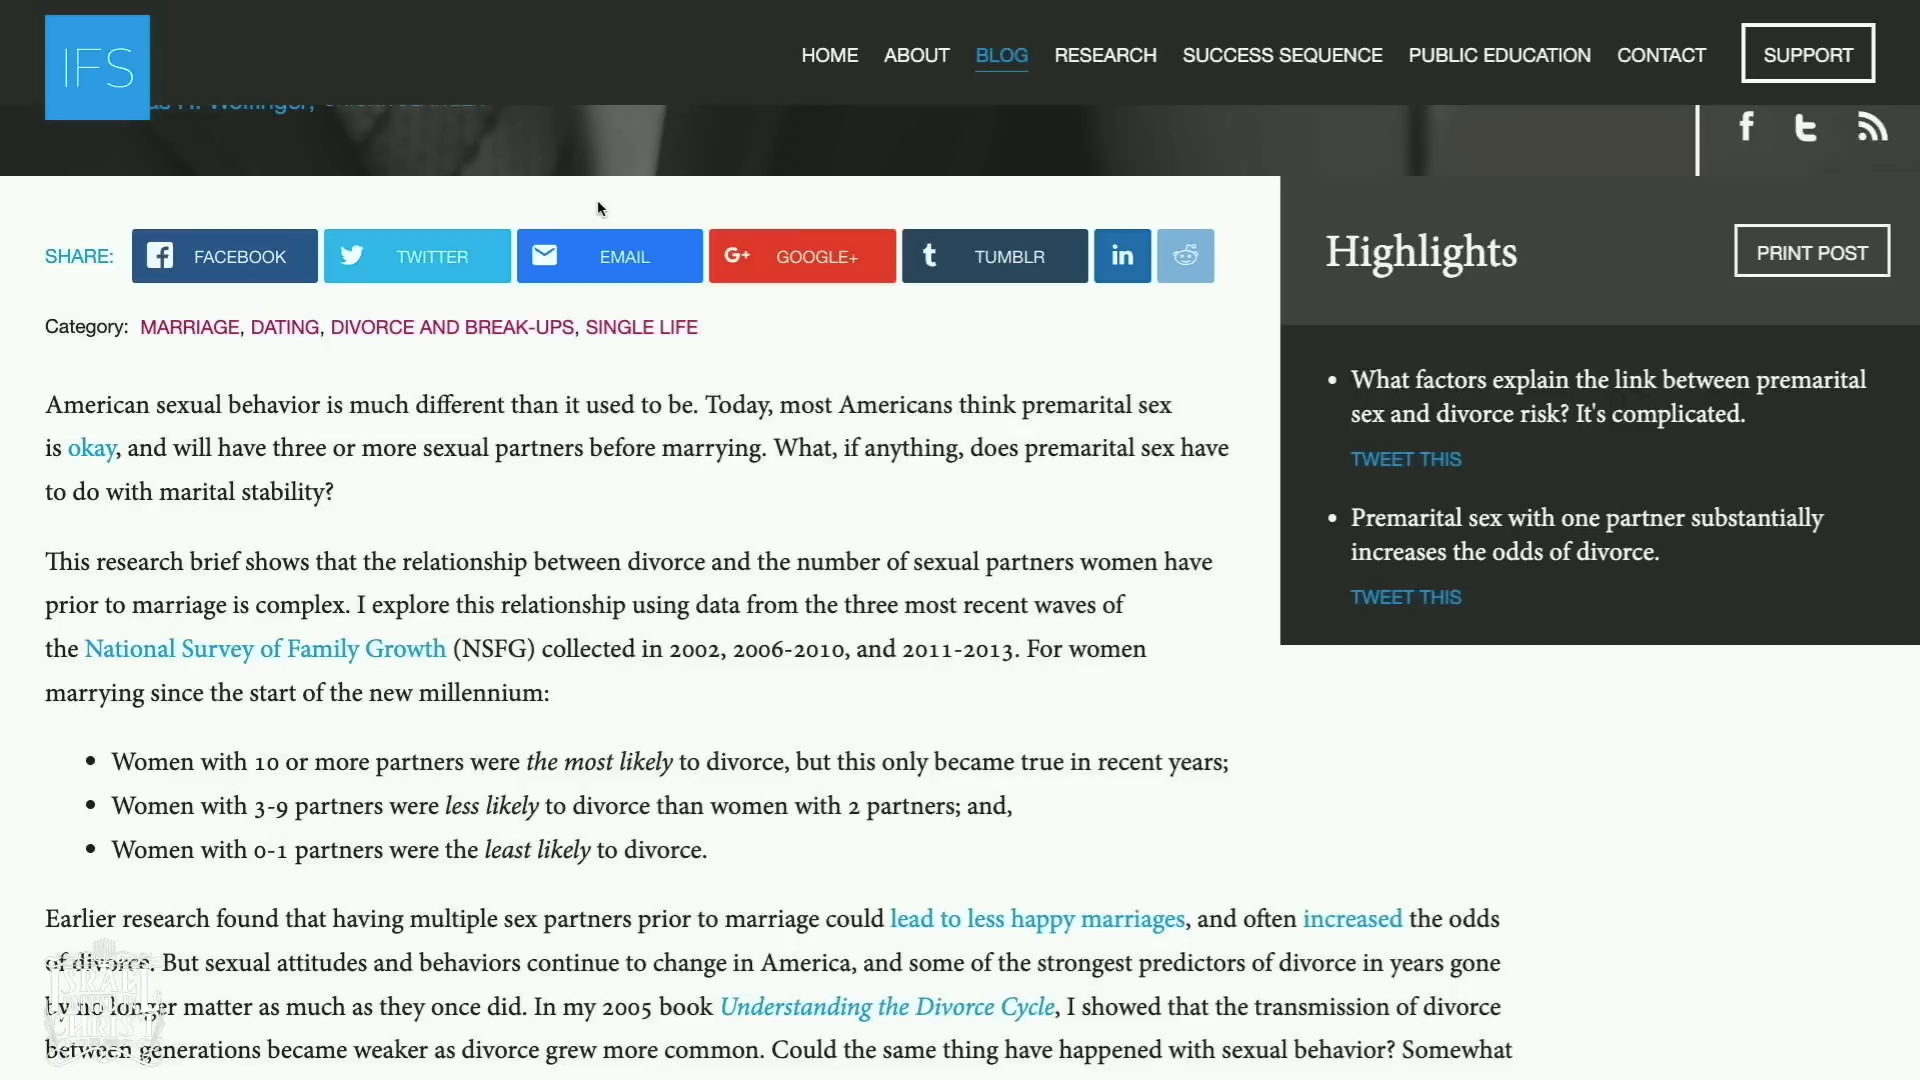 IFS
HOME ABOUT BLOG RESEARCH SUCCESS SEQUENCE PUBLIC EDUCATION CONTACT SUPPORT
H. Wolfinger,
SHARE: FACEBOOK TWITTER EMAIL G+ GOOGLE+ t TUMBLR in
Category: MARRIAGE, DATING, DIVORCE AND BREAK-UPS, SINGLE LIFE
American sexual behavior is much different than it used to be. Today, most Americans think premarital sex
is okay, and will have three or more sexual partners before marrying. What, if anything, does premarital sex have
to do with marital stability?
This research brief shows that the relationship between divorce and the number of sexual partners women have
prior to marriage is complex. I explore this relationship using data from the three most recent waves of
the National Survey of Family Growth (NSFG) collected in 2002, 2006-2010, and 2011-2013. For women
marrying since the start of the new millennium:
• Women with 10 or more partners were the most likely to divorce, but this only became true in recent years;
• Women with 3-9 partners were less likely to divorce than women with 2 partners; and,
• Women with 0-1 partners were the least likely to divorce.
Earlier research found that having multiple sex partners prior to marriage could lead to less happy marriages, and often increased the odds
of divorce. But sexual attitudes and behaviors continue to change in America, and some of the strongest predictors of divorce in years gone
by no longer matter as much as they once did. In my 2005 book Understanding the Divorce Cycle, I showed that the transmission of divorce
between generations became weaker as divorce grew more common. Could the same thing have happened with sexual behavior? Somewhat
Highlights
PRINT POST
• What factors explain the link between premarital
sex and divorce risk? It's complicated.
TWEET THIS
• Premarital sex with one partner substantially
increases the odds of divorce.
TWEET THIS
ISRAEL
UNITED IN
CHRIST